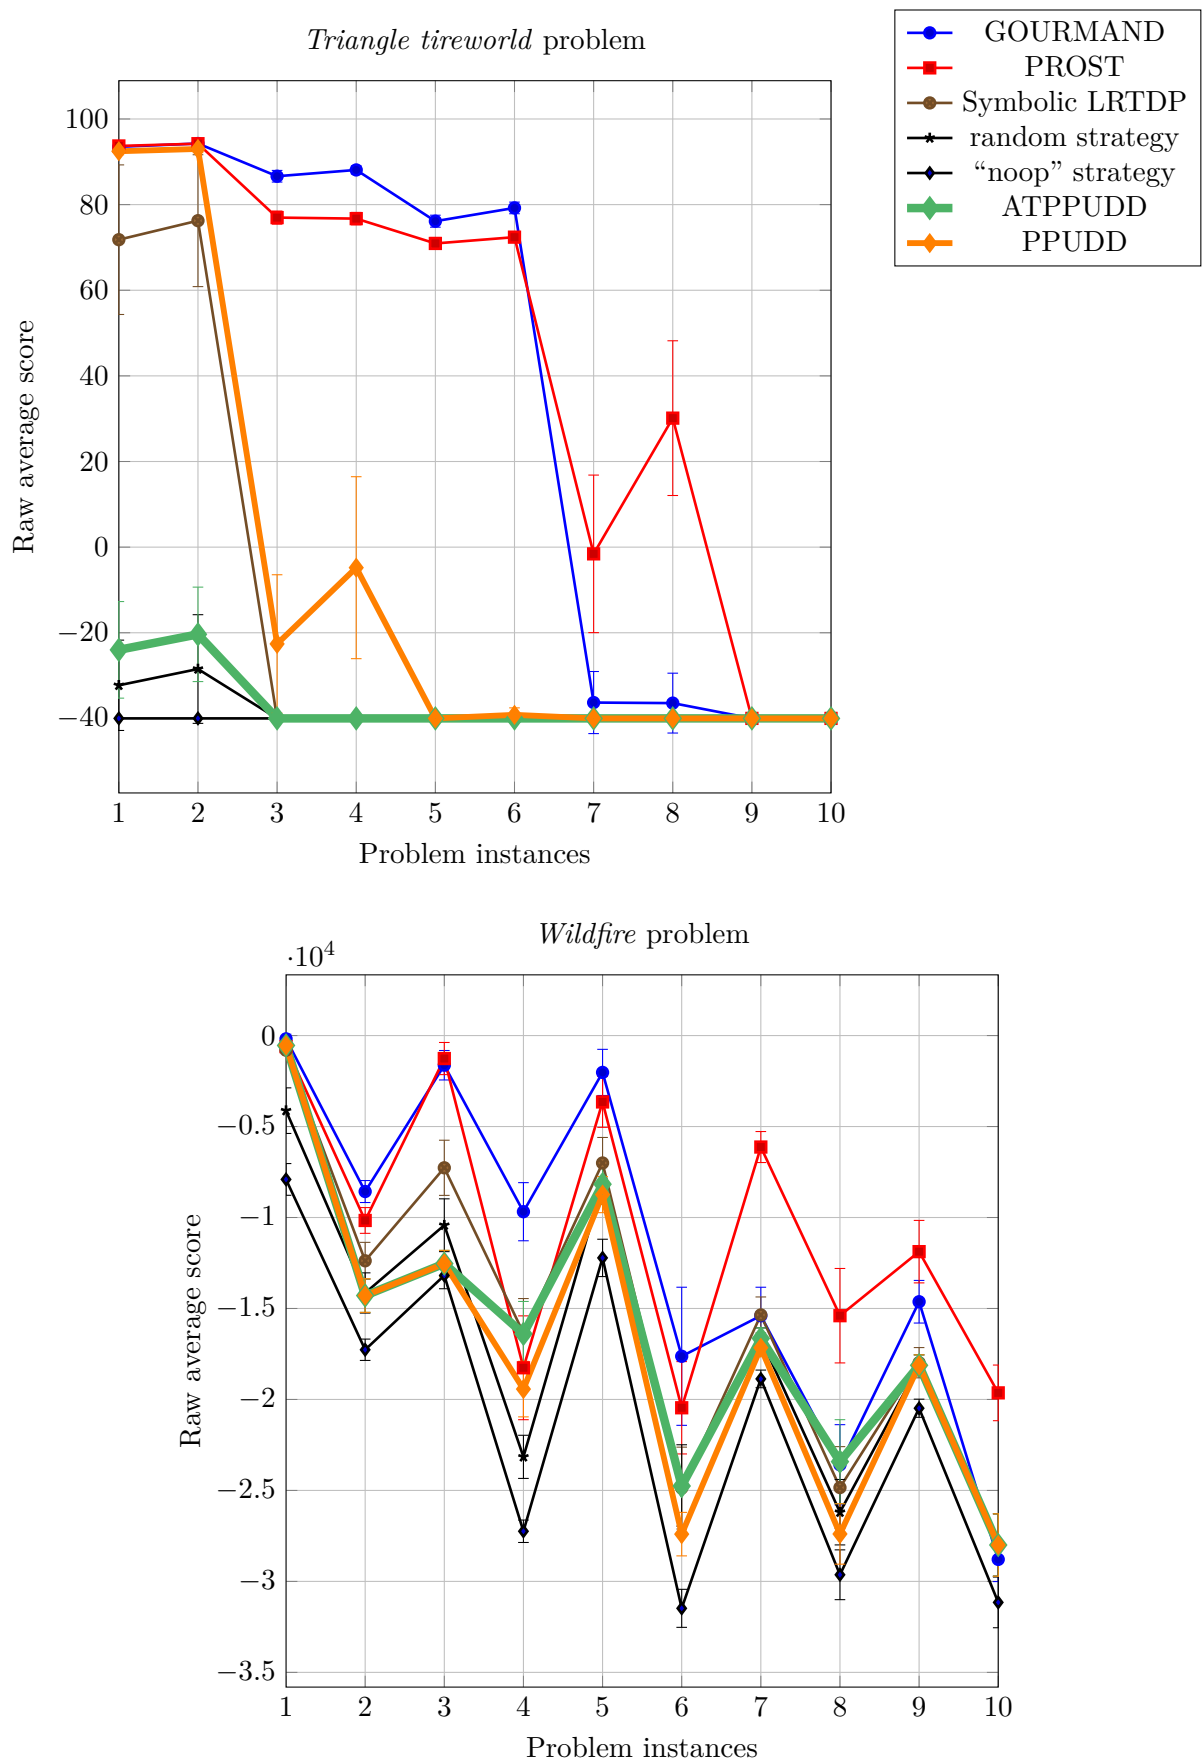 Triangle tireworld problem
GOURMAND
PROST
Symbolic LRTDP
random strategy
“noop” strategy
ATPPUDD
PPUDD
100
80
60
40
20
0
−20
−40
Raw average score
1 2 3 4 5 6 7 8 9 10
Problem instances
Wildfire problem
·10⁴
0
−0.5
−1
−1.5
−2
−2.5
−3
−3.5
Raw average score
1 2 3 4 5 6 7 8 9 10
Problem instances